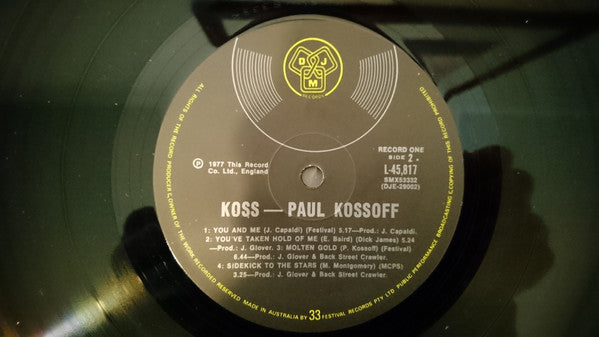 D J M
RECORDS
RECORD ONE
SIDE 2
L-45,817
SMX53332
(DJE-29002)
P 1977 This Record
Co. Ltd., England
KOSS — PAUL KOSSOFF
1: YOU AND ME (J. Capaldi) (Festival) 5.17—Prod.: J. Capaldi.
2: YOU'VE TAKEN HOLD OF ME (E. Baird) (Dick James) 5.24
—Prod.: J. Glover. 3: MOLTEN GOLD (P. Kossoff) (Festival)
6.44—Prod.: J. Glover & Back Street Crawler.
4: SIDEKICK TO THE STARS (M. Montgomery) (MCPS)
3.25—Prod.: J. Glover & Back Street Crawler.
ALL RIGHTS OF THE RECORD PRODUCER & OWNER OF THE WORK RECORDED RESERVED MADE IN AUSTRALIA BY 33 FESTIVAL RECORDS PTY LTD PUBLIC PERFORMANCE BROADCASTING & COPYING OF THIS RECORD PROHIBITED